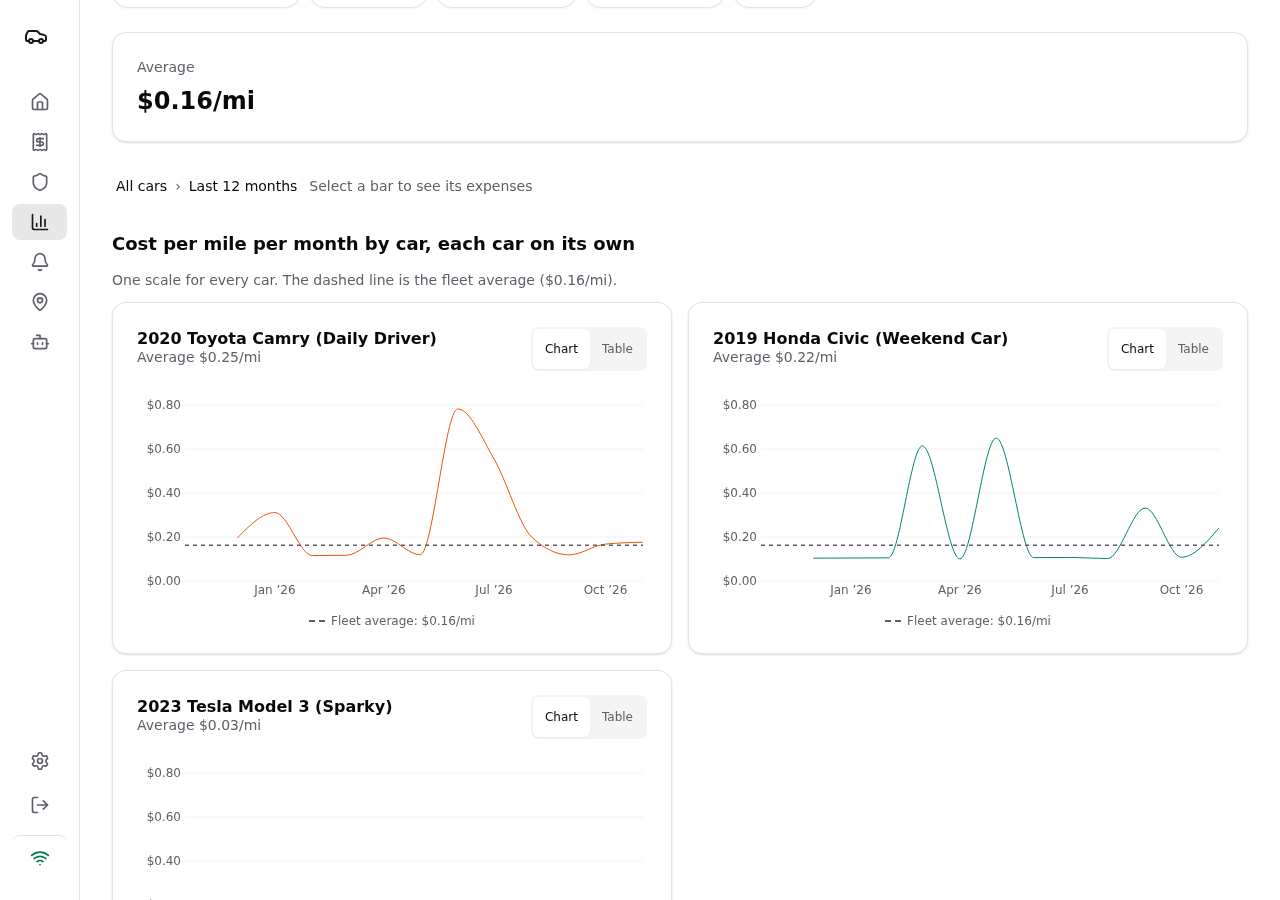 Average
$0.16/mi
All cars › Last 12 months Select a bar to see its expenses
Cost per mile per month by car, each car on its own
One scale for every car. The dashed line is the fleet average ($0.16/mi).
2020 Toyota Camry (Daily Driver)
Average $0.25/mi
Chart Table
$0.80
$0.60
$0.40
$0.20
$0.00
Jan ’26 Apr ’26 Jul ’26 Oct ’26
Fleet average: $0.16/mi
2019 Honda Civic (Weekend Car)
Average $0.22/mi
Chart Table
$0.80
$0.60
$0.40
$0.20
$0.00
Jan ’26 Apr ’26 Jul ’26 Oct ’26
Fleet average: $0.16/mi
2023 Tesla Model 3 (Sparky)
Average $0.03/mi
Chart Table
$0.80
$0.60
$0.40